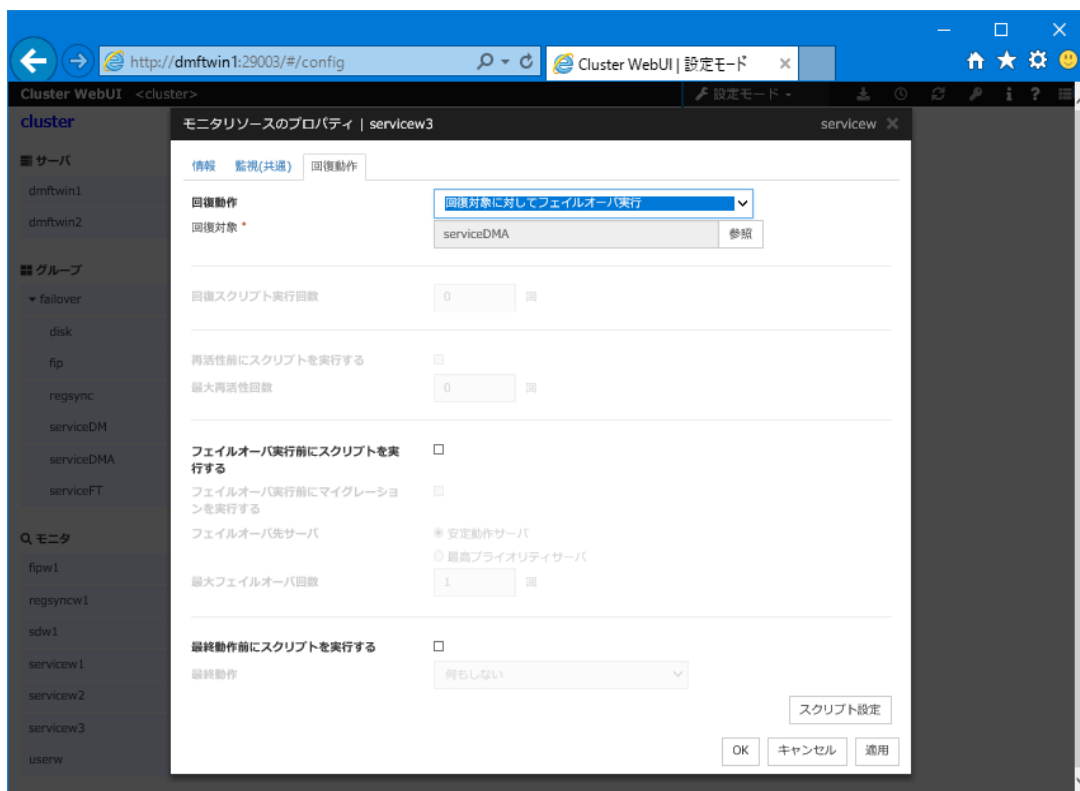 http://dmftwin1:29003/#/config
Cluster WebUI | 設定モード
Cluster WebUI <cluster>
設定モード
cluster
サーバ
dmftwin1
dmftwin2
グループ
failover
disk
fip
regsync
serviceDM
serviceDMA
serviceFT
モニタ
fipw1
regsyncw1
sdw1
servicew1
servicew2
servicew3
userw
モニタリソースのプロパティ | servicew3
servicew
情報 監視(共通) 回復動作
回復動作 回復対象に対してフェイルオーバ実行
回復対象 * serviceDMA 参照
回復スクリプト実行回数 0 回
再活性前にスクリプトを実行する
最大再活性回数 0 回
フェイルオーバ実行前にスクリプトを実
行する
フェイルオーバ実行前にマイグレーショ
ンを実行する
フェイルオーバ先サーバ 安定動作サーバ
最高プライオリティサーバ
最大フェイルオーバ回数 1 回
最終動作前にスクリプトを実行する
最終動作 何もしない
スクリプト設定
OK キャンセル 適用